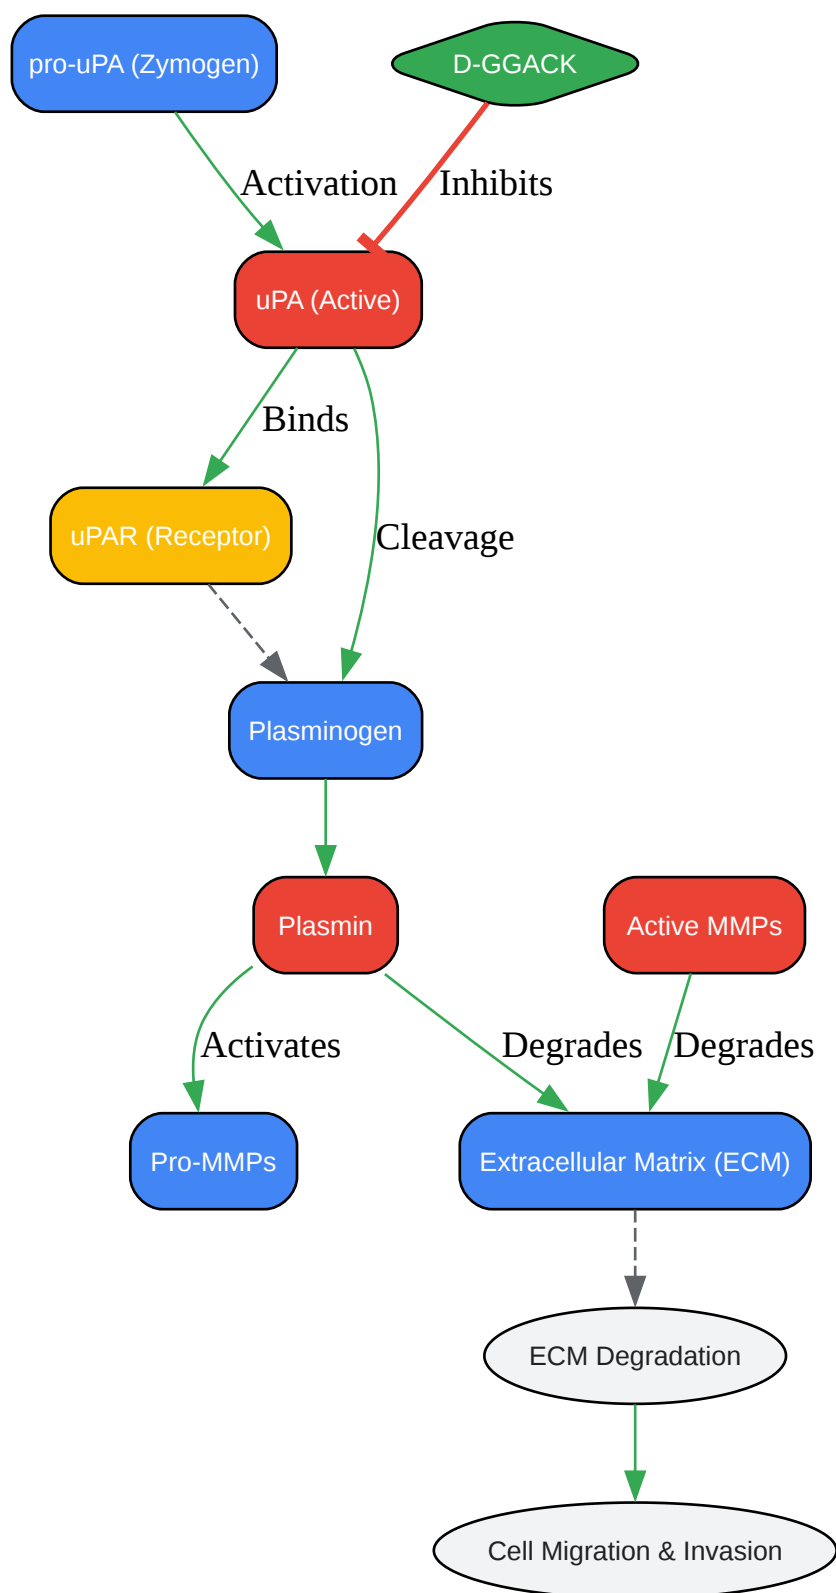 pro-uPA (Zymogen)
D-GGACK
Activation
Inhibits
uPA (Active)
Binds
uPAR (Receptor)
Cleavage
Plasminogen
Plasmin
Active MMPs
Activates
Degrades
Degrades
Pro-MMPs
Extracellular Matrix (ECM)
ECM Degradation
Cell Migration & Invasion